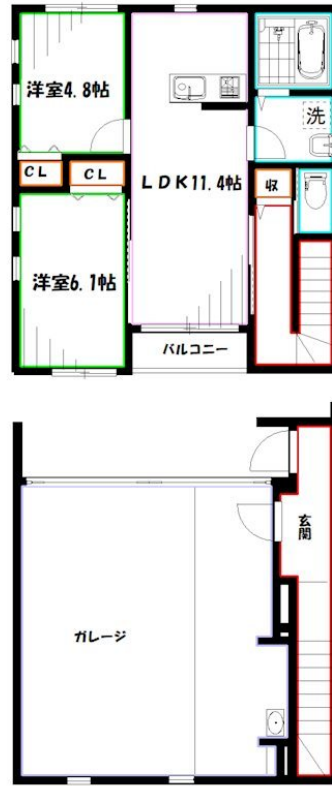 洋室4.8帖
洗
CL
CL
LDK11.4帖
収
洋室6.1帖
バルコニー
玄関
ガレージ